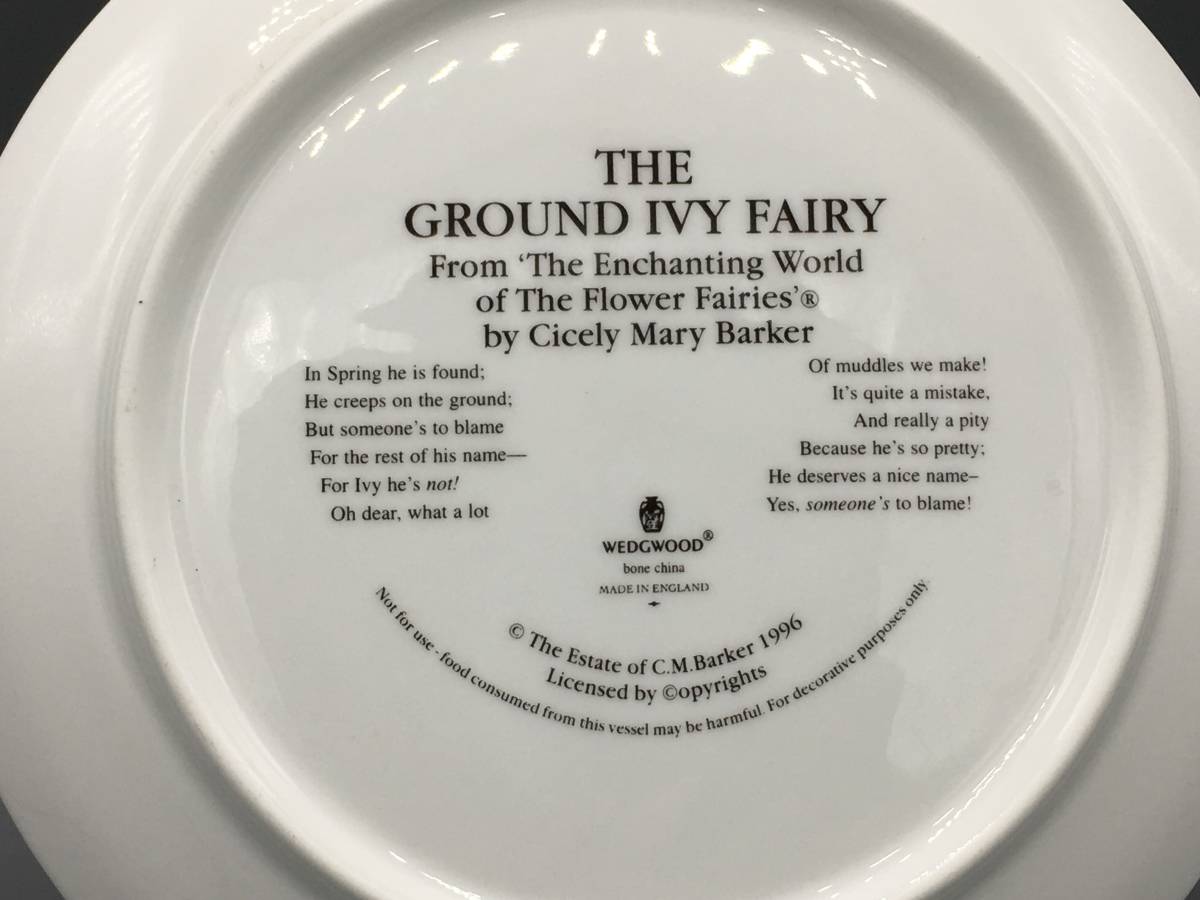 THE
GROUND IVY FAIRY
From ‘The Enchanting World
of The Flower Fairies’®
by Cicely Mary Barker
In Spring he is found;
He creeps on the ground;
But someone’s to blame
For the rest of his name—
For Ivy he’s not!
Oh dear, what a lot
Of muddles we make!
It’s quite a mistake,
And really a pity
Because he’s so pretty;
He deserves a nice name–
Yes, someone’s to blame!
WEDGWOOD®
bone china
MADE IN ENGLAND
© The Estate of C.M.Barker 1996
Licensed by ©opyrights
Not for use - food consumed from this vessel may be harmful. For decorative purposes only.